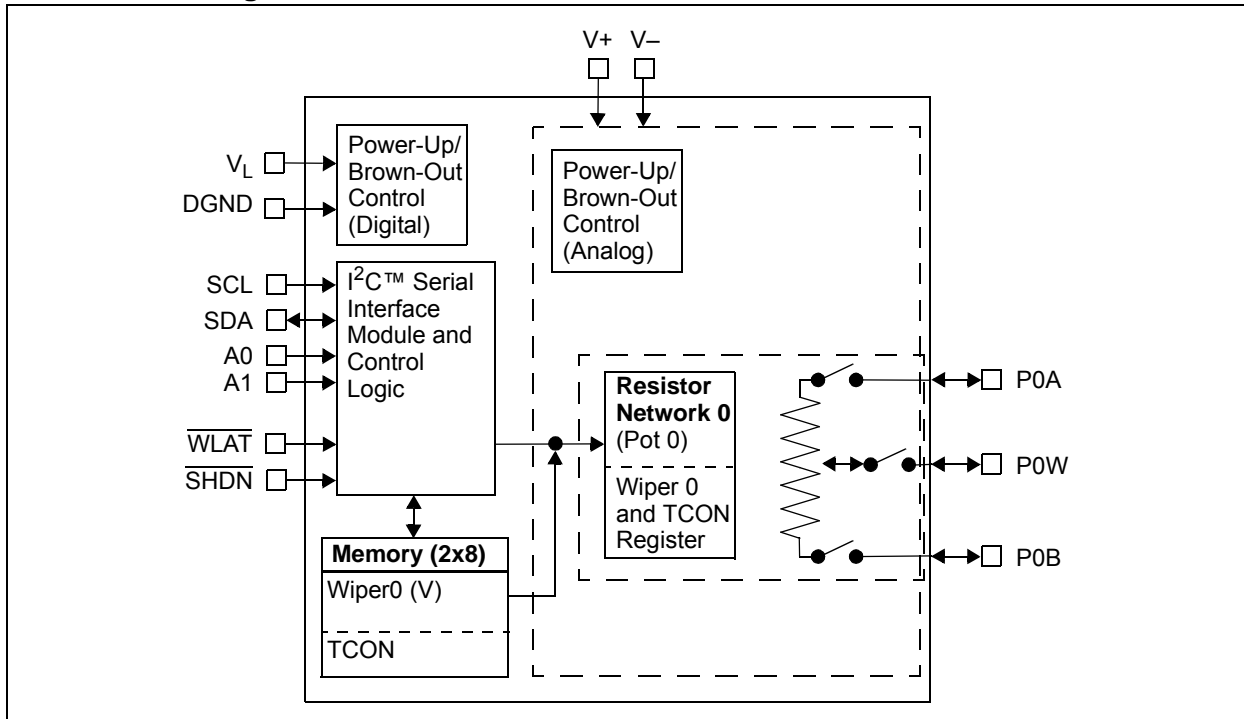 V+ V–
Power-Up/
Brown-Out
Control
(Digital)
VL
DGND
Power-Up/
Brown-Out
Control
(Analog)
SCL
SDA
A0
A1
WLAT
SHDN
I2C™ Serial
Interface
Module and
Control
Logic
Resistor
Network 0
(Pot 0)
Wiper 0
and TCON
Register
P0A
P0W
P0B
Memory (2x8)
Wiper0 (V)
TCON